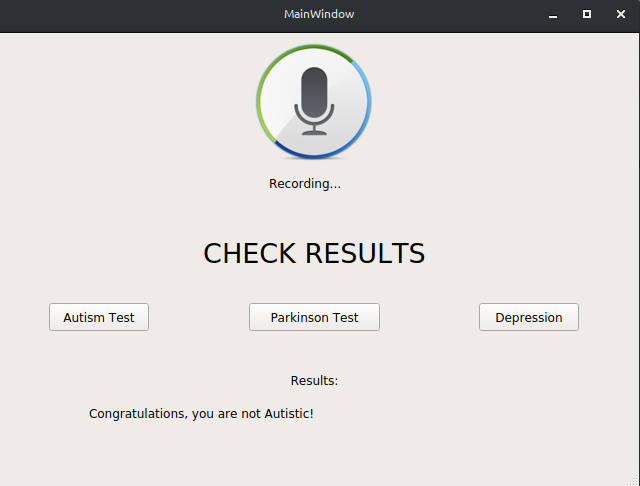 MainWindow
Recording...
CHECK RESULTS
Autism Test
Parkinson Test
Depression
Results:
Congratulations, you are not Autistic!